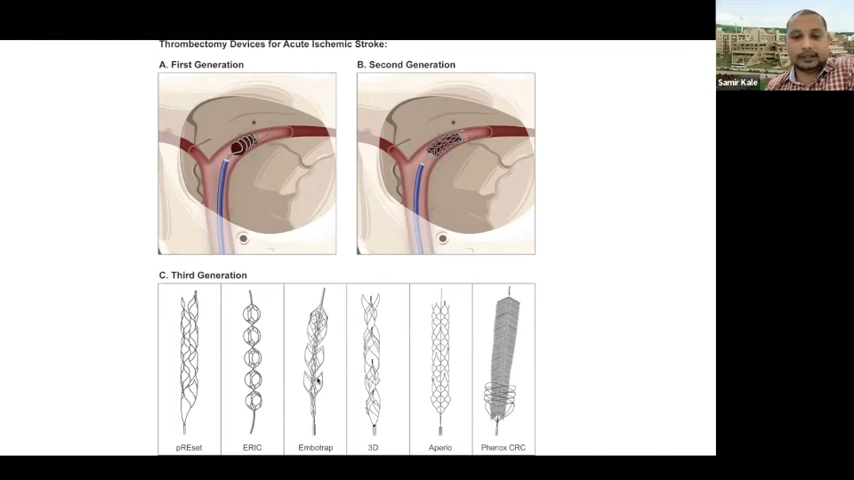 Thrombectomy Devices for Acute Ischemic Stroke:
Samir Kale
A. First Generation
B. Second Generation
C. Third Generation
pREset
ERIC
Embotrap
3D
Aperio
Phenox CRC